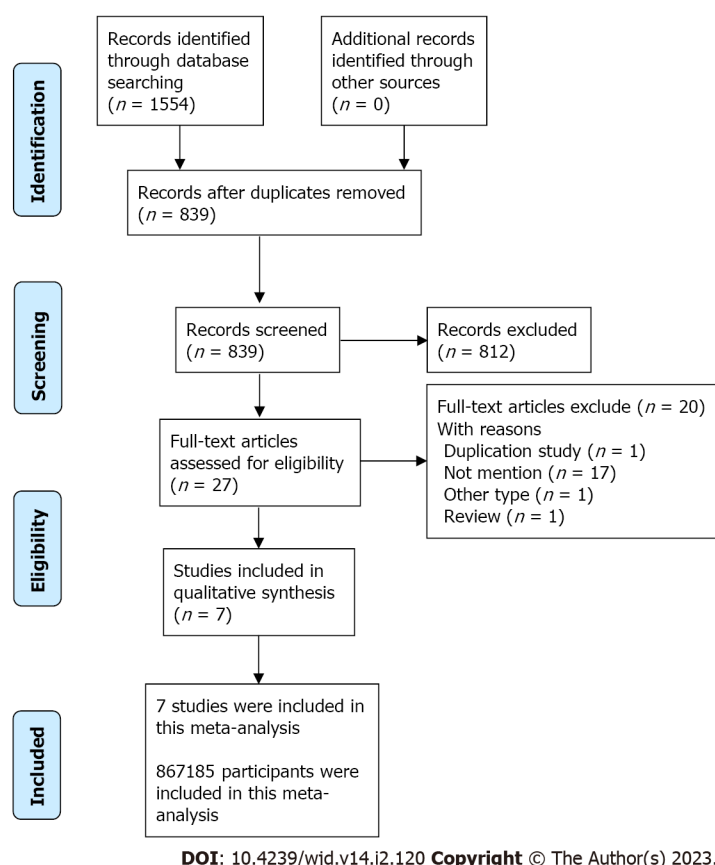 Identification
Records identified
through database
searching
(n = 1554)
Additional records
identified through
other sources
(n = 0)
Records after duplicates removed
(n = 839)
Screening
Records screened
(n = 839)
Records excluded
(n = 812)
Eligibility
Full-text articles
assessed for eligibility
(n = 27)
Full-text articles exclude (n = 20)
With reasons
Duplication study (n = 1)
Not mention (n = 17)
Other type (n = 1)
Review (n = 1)
Studies included in
qualitative synthesis
(n = 7)
Included
7 studies were included in
this meta-analysis
867185 participants were
included in this meta-
analysis
DOI: 10.4239/wjd.v14.i2.120 Copyright © The Author(s) 2023.